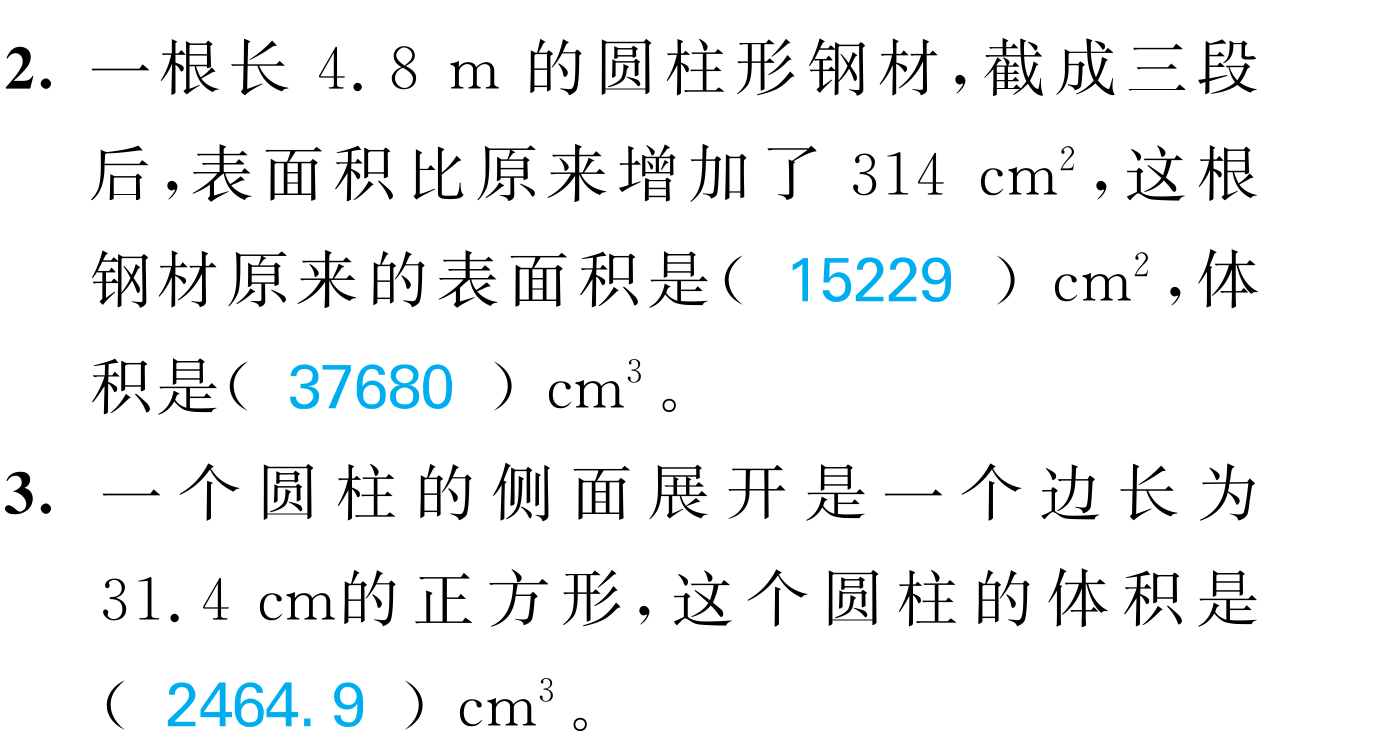 2. 一根长 4.8 m 的圆柱形钢材,截成三段
后,表面积比原来增加了 314 cm²,这根
钢材原来的表面积是( 15229 )cm²,体
积是( 37680 )cm³。
3. 一个圆柱的侧面展开是一个边长为
31.4 cm的正方形,这个圆柱的体积是
( 2464.9 )cm³。